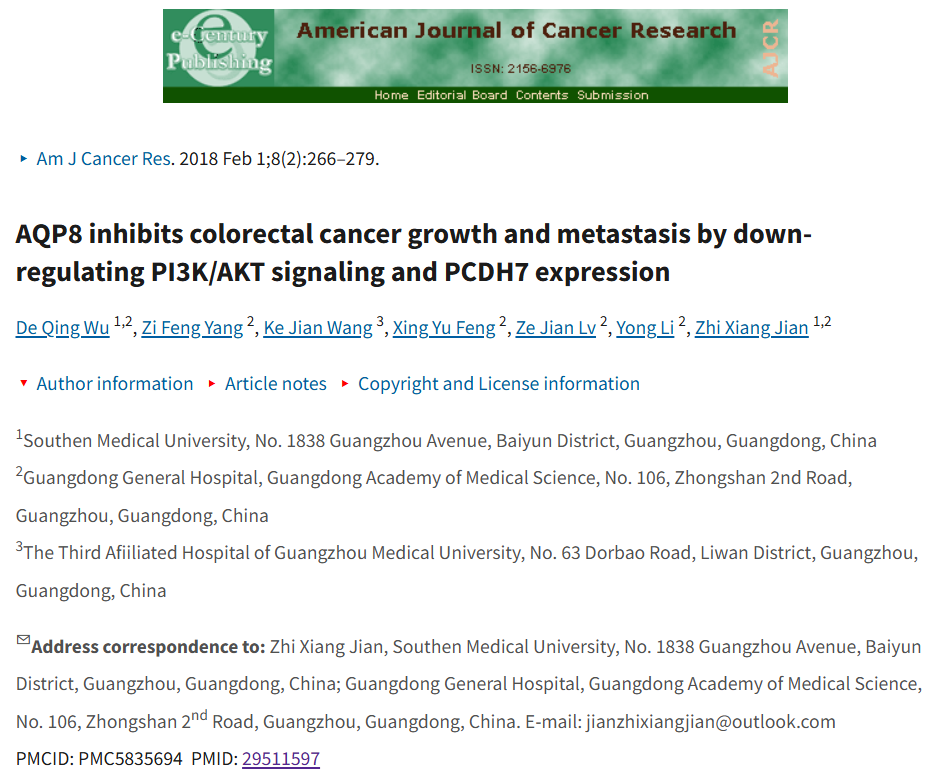 e-Century
Publishing
American Journal of Cancer Research
ISSN: 2156-6976
AJCR
Home Editorial Board Contents Submission
Am J Cancer Res. 2018 Feb 1;8(2):266–279.
AQP8 inhibits colorectal cancer growth and metastasis by down-
regulating PI3K/AKT signaling and PCDH7 expression
De Qing Wu 1,2, Zi Feng Yang 2, Ke Jian Wang 3, Xing Yu Feng 2, Ze Jian Lv 2, Yong Li 2, Zhi Xiang Jian 1,2
Author information Article notes Copyright and License information
1Southen Medical University, No. 1838 Guangzhou Avenue, Baiyun District, Guangzhou, Guangdong, China
2Guangdong General Hospital, Guangdong Academy of Medical Science, No. 106, Zhongshan 2nd Road,
Guangzhou, Guangdong, China
3The Third Afiiliated Hospital of Guangzhou Medical University, No. 63 Dorbao Road, Liwan District, Guangzhou,
Guangdong, China
Address correspondence to: Zhi Xiang Jian, Southen Medical University, No. 1838 Guangzhou Avenue, Baiyun
District, Guangzhou, Guangdong, China; Guangdong General Hospital, Guangdong Academy of Medical Science,
No. 106, Zhongshan 2nd Road, Guangzhou, Guangdong, China. E-mail: jianzhixiangjian@outlook.com
PMCID: PMC5835694 PMID: 29511597